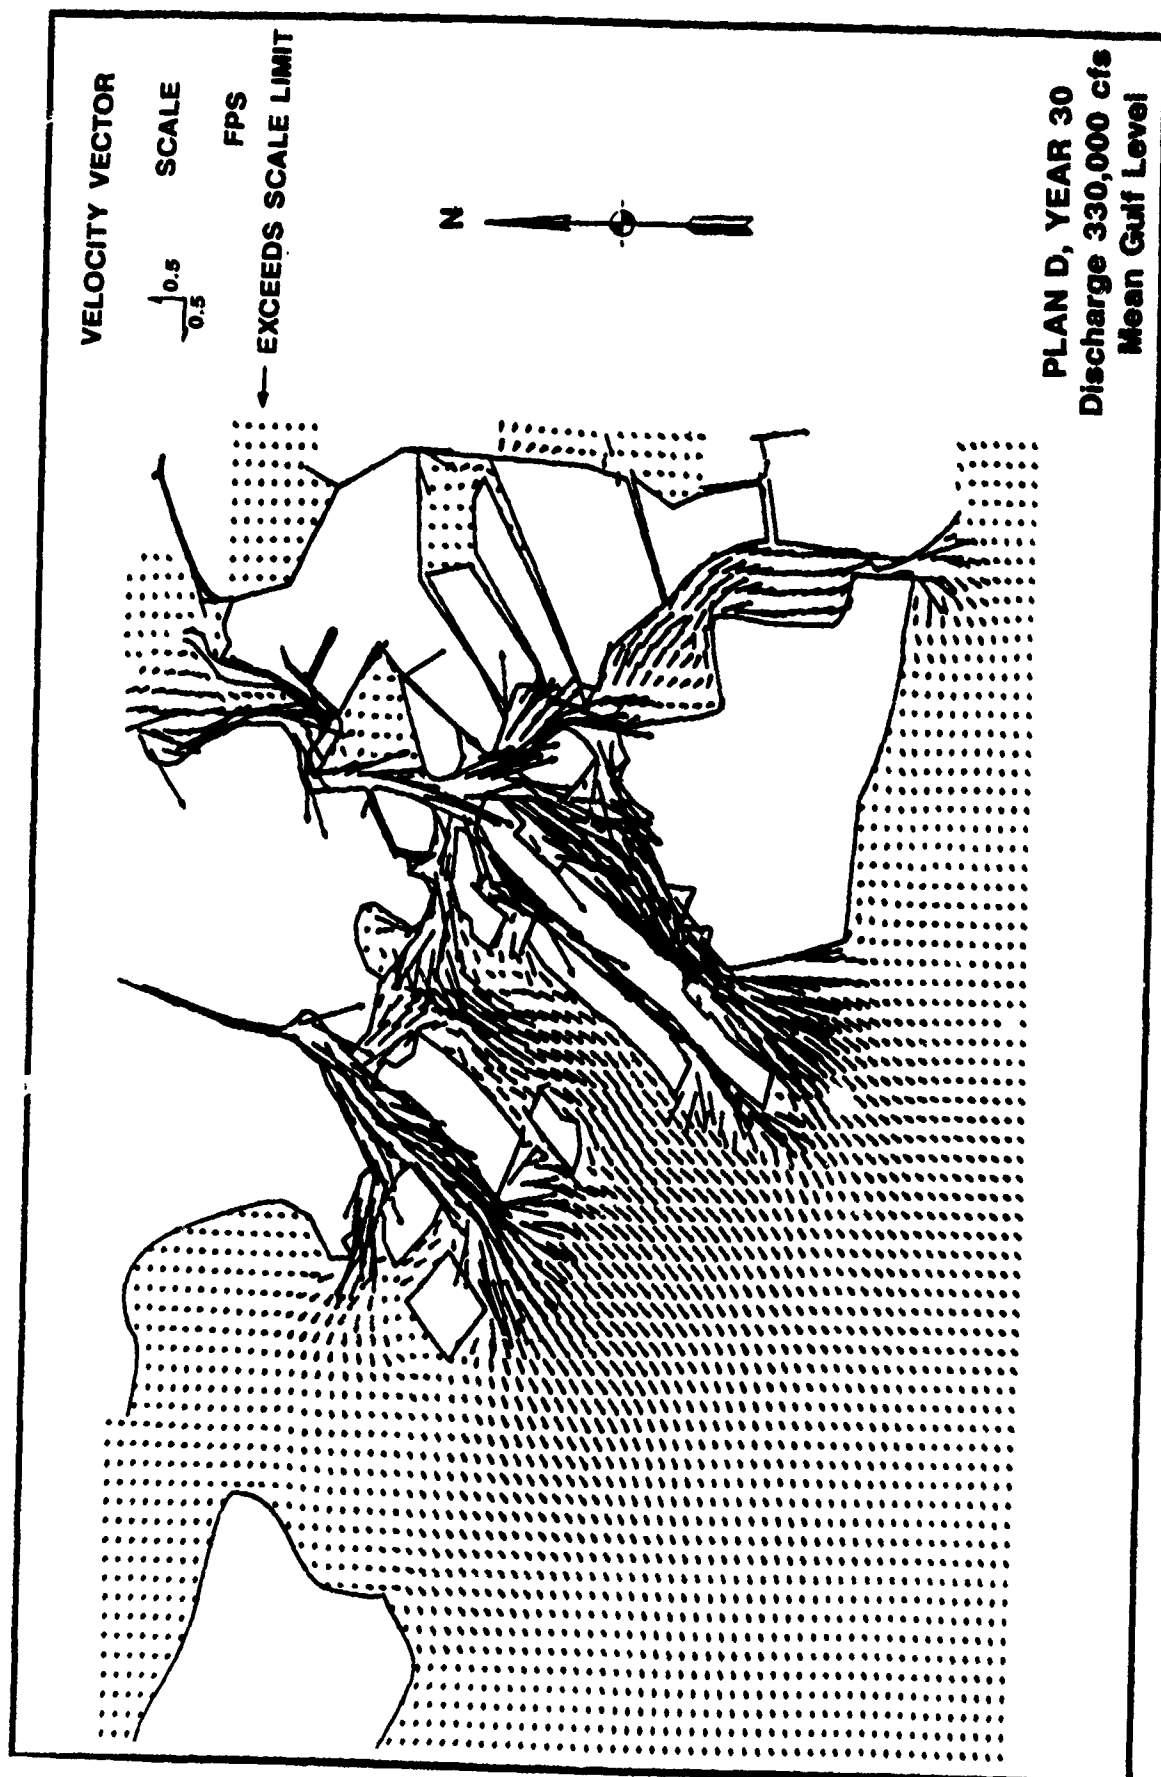 VELOCITY VECTOR
0.5
0.5
SCALE
FPS
← EXCEEDS SCALE LIMIT
N
PLAN D, YEAR 30
Discharge 330,000 cfs
Mean Gulf Level